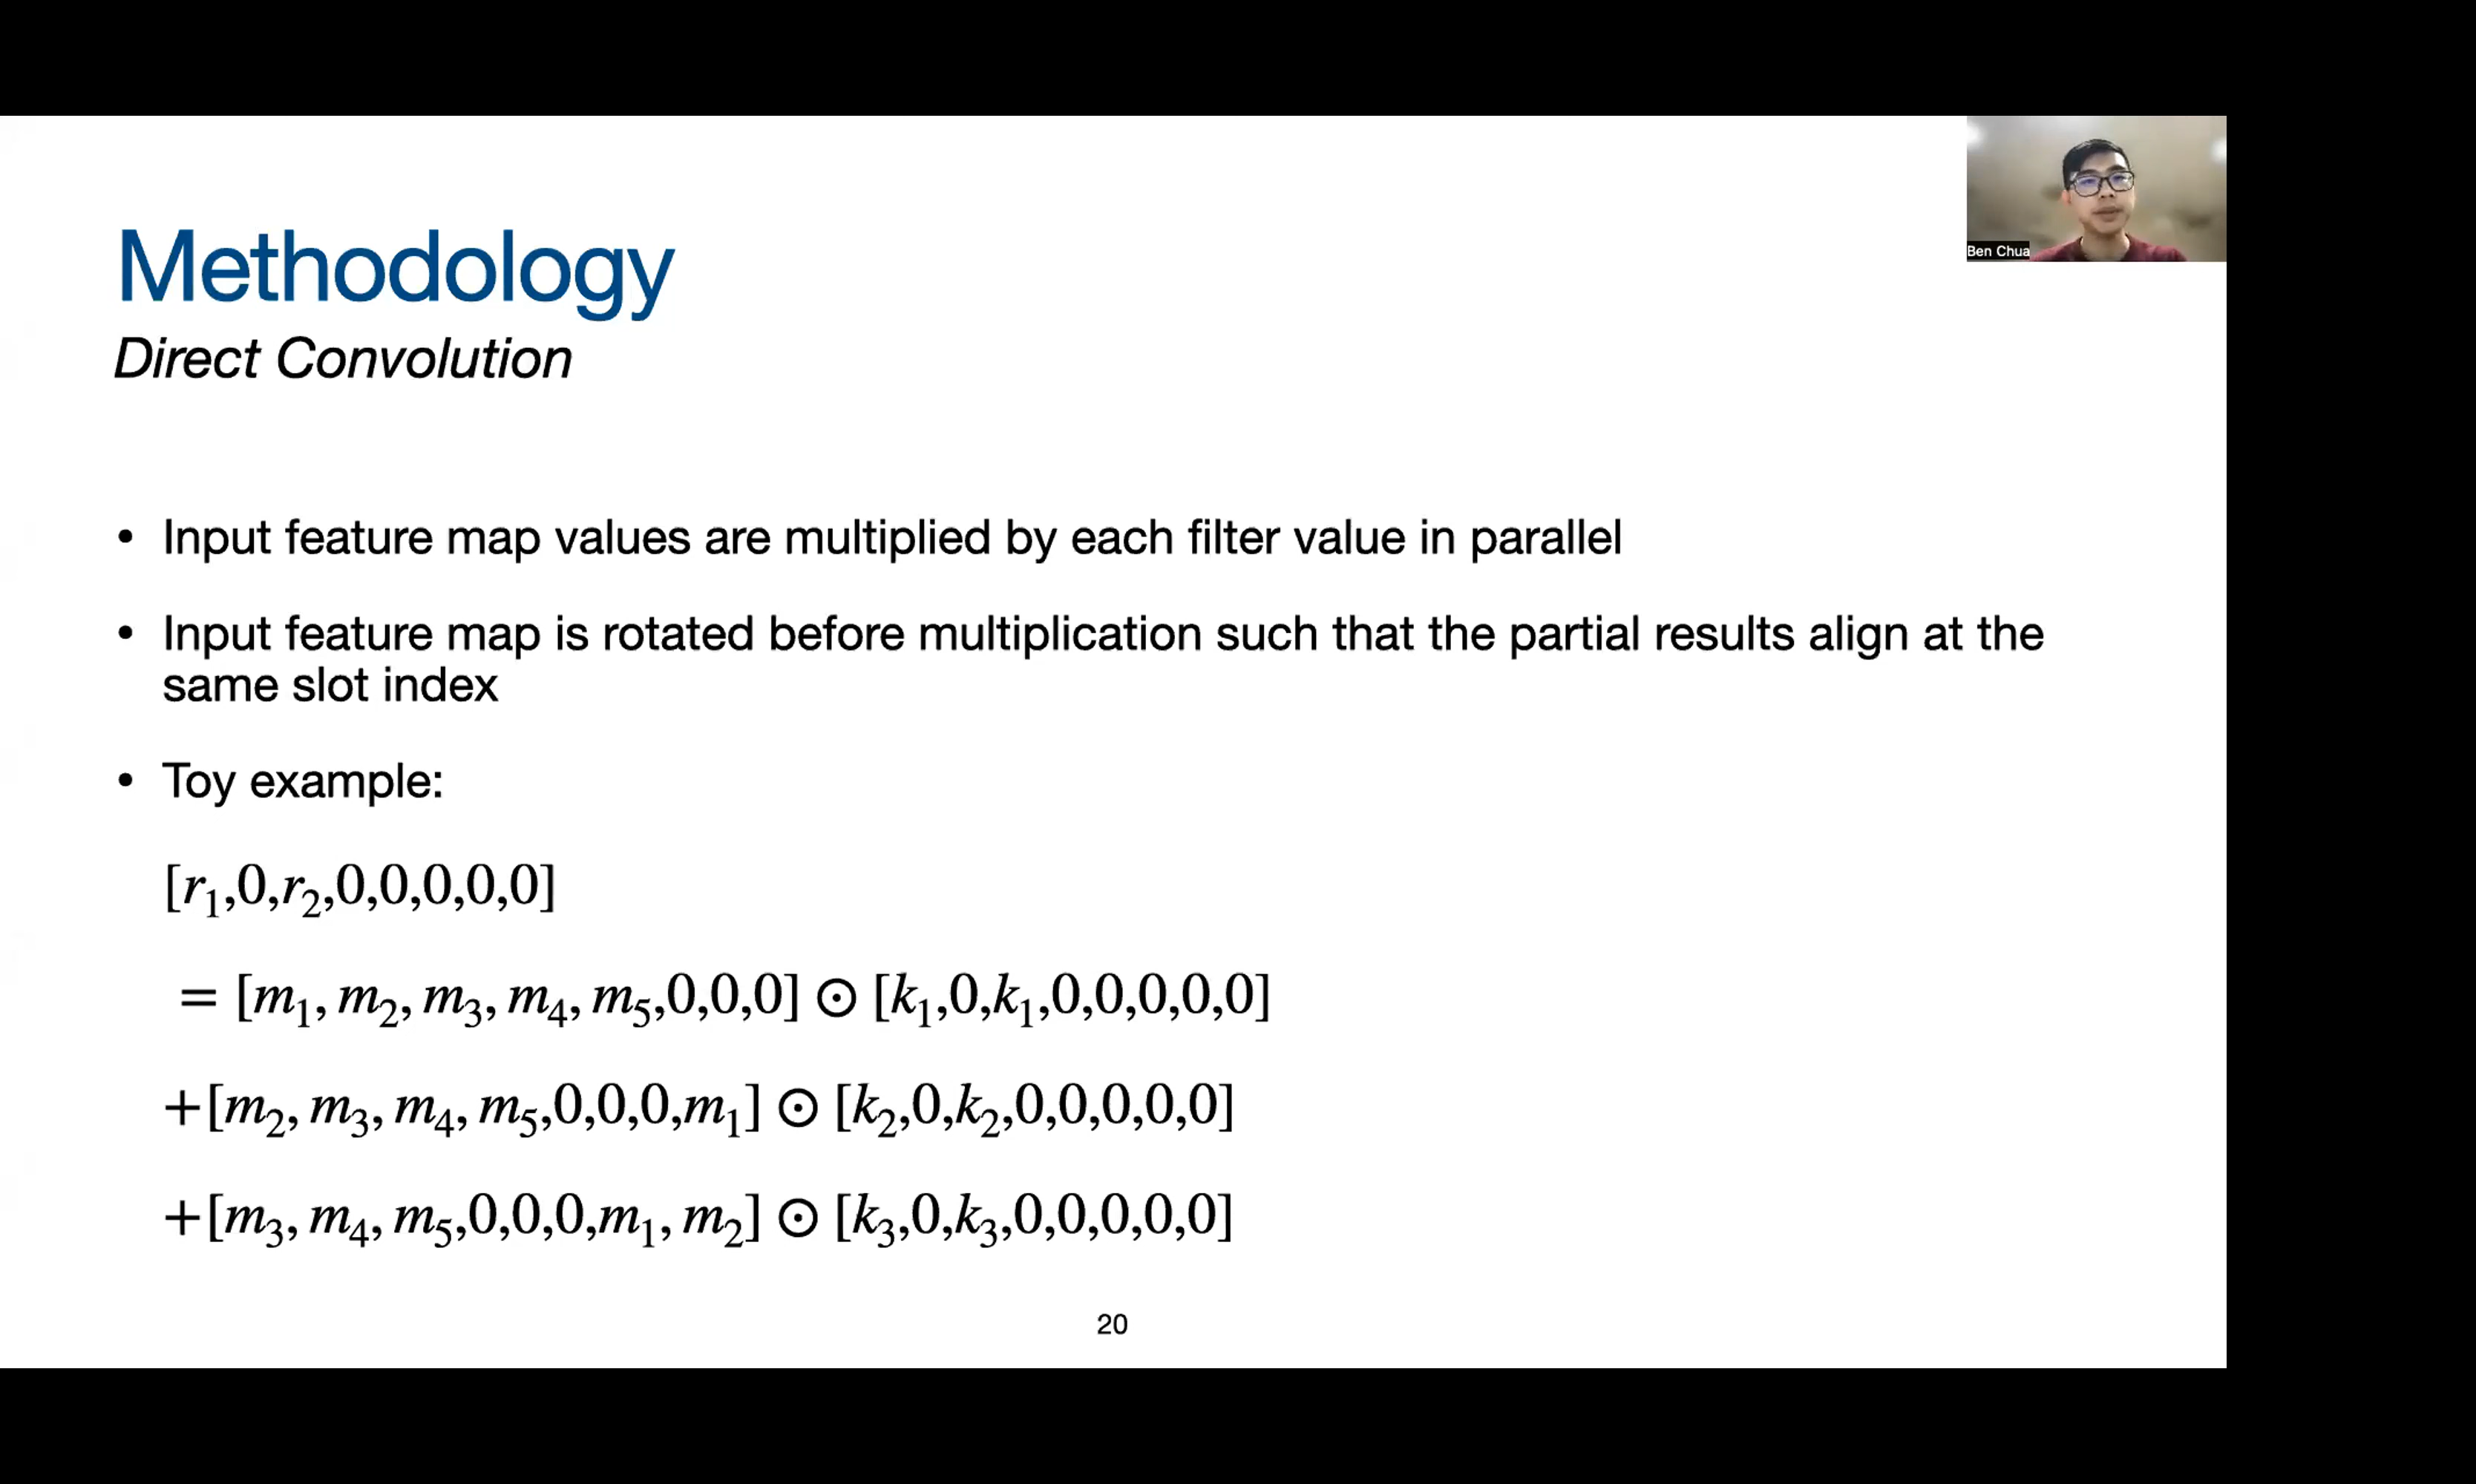 Ben Chua
Methodology
Direct Convolution
• Input feature map values are multiplied by each filter value in parallel
• Input feature map is rotated before multiplication such that the partial results align at the
same slot index
• Toy example:
[r₁,0,r₂,0,0,0,0,0]
= [m₁, m₂, m₃, m₄, m₅,0,0,0] ⊙ [k₁,0,k₁,0,0,0,0,0]
+[m₂, m₃, m₄, m₅,0,0,0,m₁] ⊙ [k₂,0,k₂,0,0,0,0,0]
+[m₃, m₄, m₅,0,0,0,m₁, m₂] ⊙ [k₃,0,k₃,0,0,0,0,0]
20